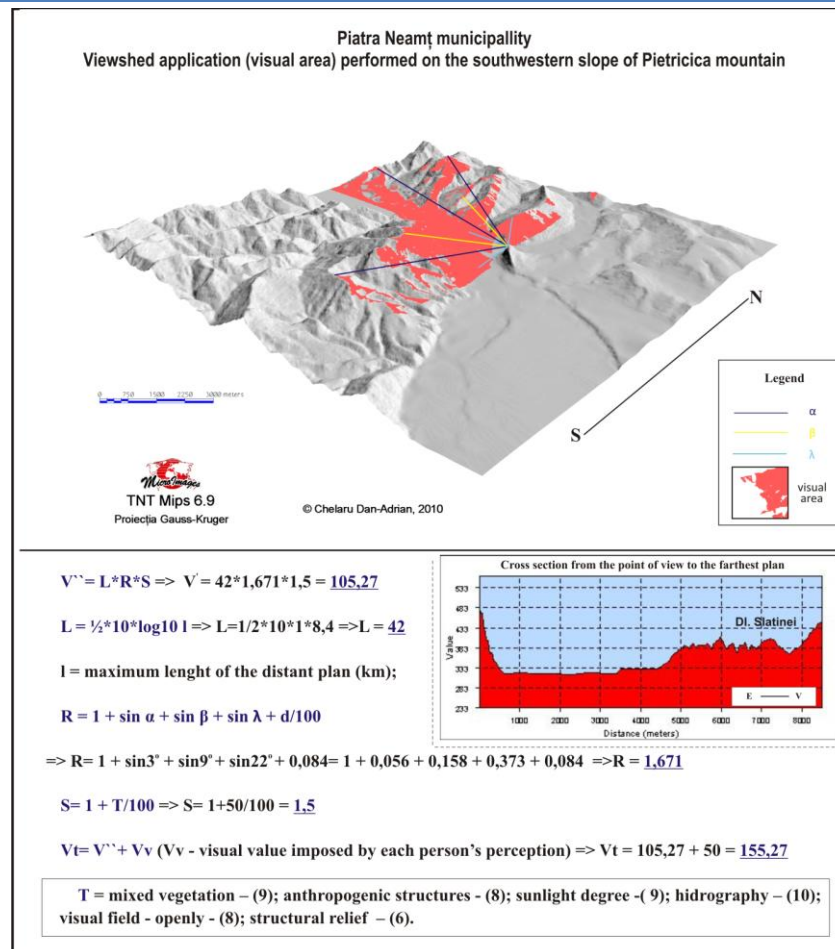 Piatra Neamț municipallity
Viewshed application (visual area) performed on the southwestern slope of Pietricica mountain
N
S
0 750 1500 2250 3000 meters
Legend
α
β
λ
visual
area
MicroImages
TNT Mips 6.9
Proiecția Gauss-Kruger
© Chelaru Dan-Adrian, 2010
V``= L*R*S => V`= 42*1,671*1,5 = 105,27
L = ½*10*log10 l => L=1/2*10*1*8,4 =>L = 42
l = maximum lenght of the distant plan (km);
R = 1 + sin α + sin β + sin λ + d/100
=> R= 1 + sin3° + sin9° + sin22° + 0,084= 1 + 0,056 + 0,158 + 0,373 + 0,084 =>R = 1,671
S= 1 + T/100 => S= 1+50/100 = 1,5
Vt= V``+ Vv (Vv - visual value imposed by each person's perception) => Vt = 105,27 + 50 = 155,27
T = mixed vegetation – (9); anthropogenic structures - (8); sunlight degree -( 9); hidrography – (10);
visual field - openly - (8); structural relief – (6).
Cross section from the point of view to the farthest plan
Value
533
483
433
383
333
283
233
Dl. Slatinei
E V
1000 2000 3000 4000 5000 6000 7000 8000
Distance (meters)